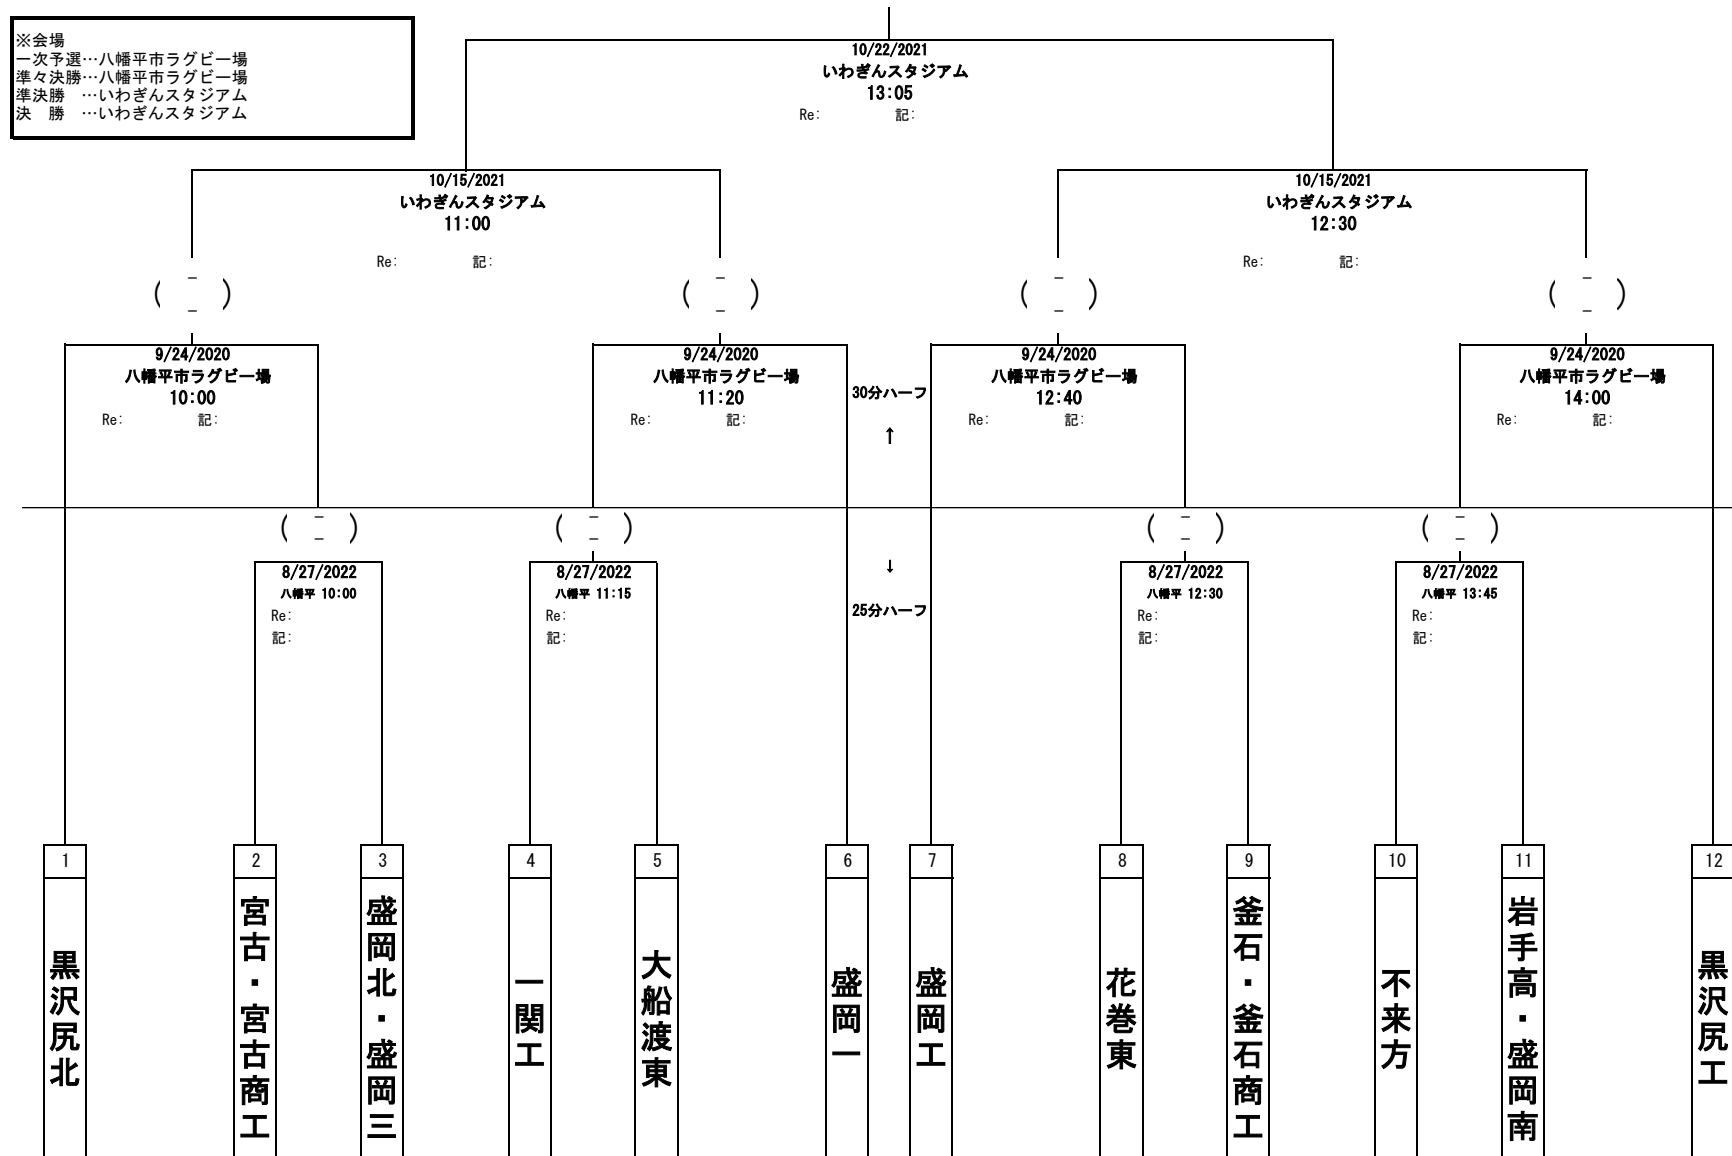 ※会場
一次予選…八幡平市ラグビー場
準々決勝…八幡平市ラグビー場
準決勝　…いわぎんスタジアム
決　勝　…いわぎんスタジアム
10/22/2021
いわぎんスタジアム
13:05
Re:　記:
10/15/2021
いわぎんスタジアム
11:00
Re:　記:
10/15/2021
いわぎんスタジアム
12:30
Re:　記:
( － － )
( － － )
( － － )
( － － )
9/24/2020
八幡平市ラグビー場
10:00
Re:　記:
9/24/2020
八幡平市ラグビー場
11:20
Re:　記:
30分ハーフ
↑
9/24/2020
八幡平市ラグビー場
12:40
Re:　記:
9/24/2020
八幡平市ラグビー場
14:00
Re:　記:
( － － )
( － － )
( － － )
( － － )
8/27/2022
八幡平 10:00
Re:
記:
8/27/2022
八幡平 11:15
Re:
記:
↓
25分ハーフ
8/27/2022
八幡平 12:30
Re:
記:
8/27/2022
八幡平 13:45
Re:
記:
1
黒沢尻北
2
宮古・宮古商工
3
盛岡北・盛岡三
4
一関工
5
大船渡東
6
盛岡一
7
盛岡工
8
花巻東
9
釜石・釜石商工
10
不来方
11
岩手高・盛岡南
12
黒沢尻工